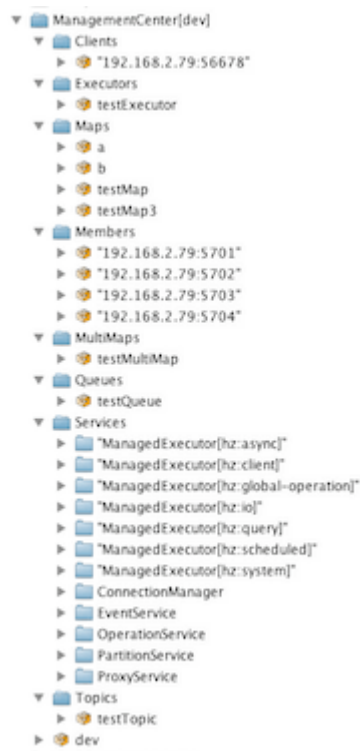 ManagementCenter[dev]
Clients
"192.168.2.79:56678"
Executors
testExecutor
Maps
a
b
testMap
testMap3
Members
"192.168.2.79:5701"
"192.168.2.79:5702"
"192.168.2.79:5703"
"192.168.2.79:5704"
MultiMaps
testMultiMap
Queues
testQueue
Services
"ManagedExecutor[hz:async]"
"ManagedExecutor[hz:client]"
"ManagedExecutor[hz:global-operation]"
"ManagedExecutor[hz:io]"
"ManagedExecutor[hz:query]"
"ManagedExecutor[hz:scheduled]"
"ManagedExecutor[hz:system]"
ConnectionManager
EventService
OperationService
PartitionService
ProxyService
Topics
testTopic
dev